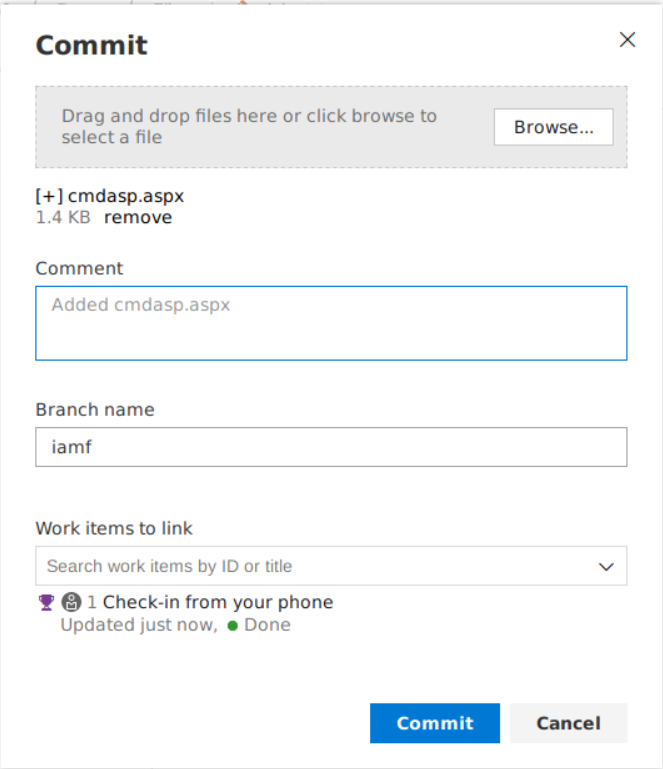 Commit
Drag and drop files here or click browse to
select a file
Browse...
[+] cmdasp.aspx
1.4 KB remove
Comment
Added cmdasp.aspx
Branch name
iamf
Work items to link
Search work items by ID or title
1 Check-in from your phone
Updated just now, Done
Commit
Cancel